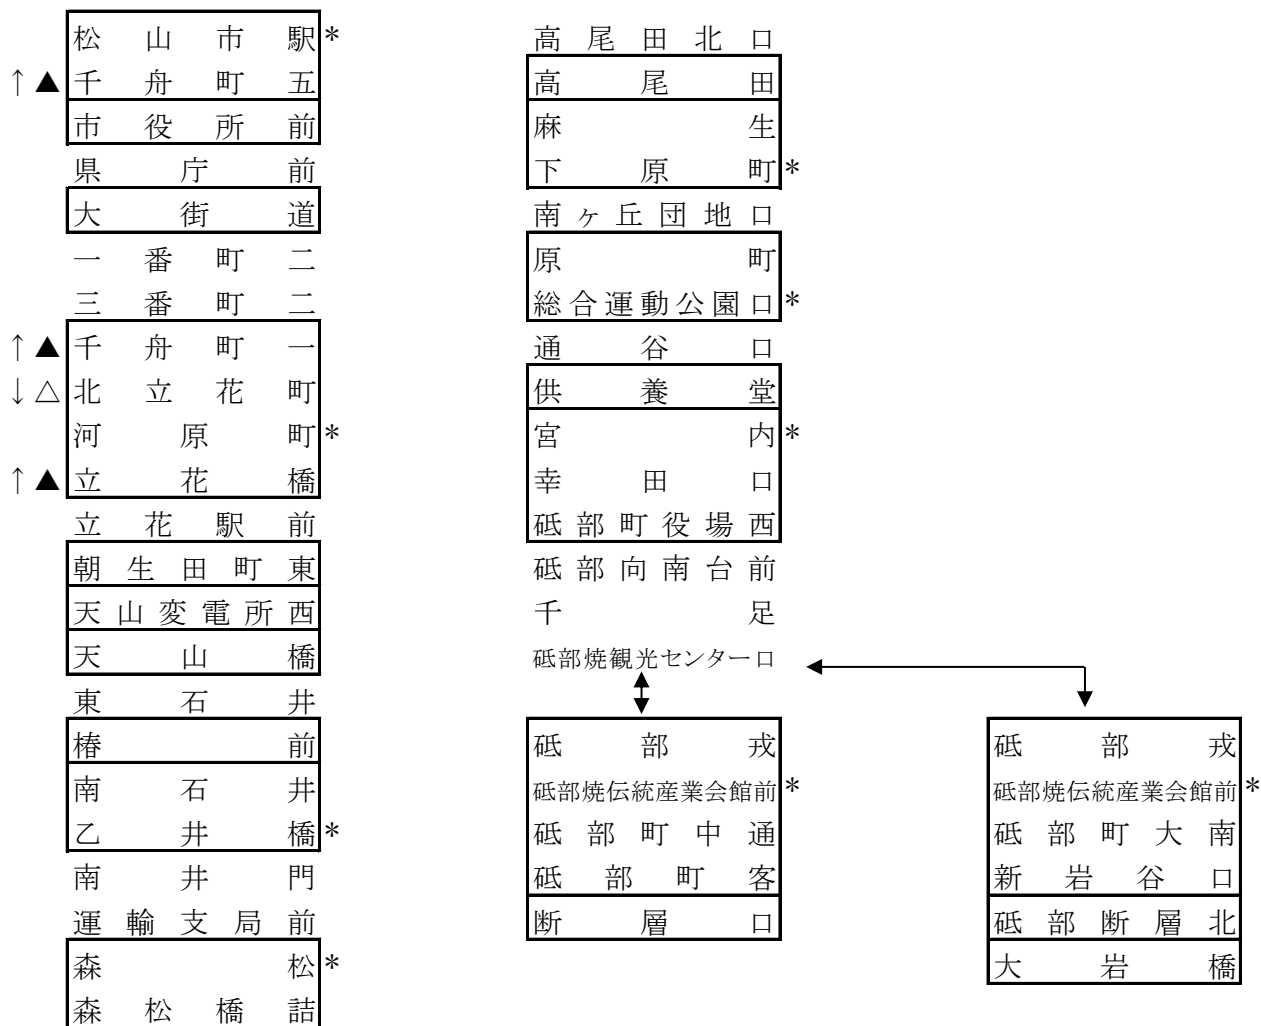 松山市駅*
↑▲千舟町五
市役所前
県庁前
大街道
一番町二
三番町二
↑▲千舟町一
↓△北立花町
河原町*
↑▲立花橋
立花駅前
朝生田町東
天山変電所西
天山橋
東石井
椿前
南石井
乙井橋*
南井門
運輸支局前
森松*
森松橋詰
高尾田北口
高尾田
麻生
下原町*
南ヶ丘団地口
原町
総合運動公園口*
通谷口
供養堂
宮内*
幸田口
砥部町役場西
砥部向南台前
千足
砥部焼観光センター口
砥部戎
砥部焼伝統産業会館前*
砥部町中通
砥部町客
断層口
砥部戎
砥部焼伝統産業会館前*
砥部町大南
新岩谷口
砥部断層北
大岩橋